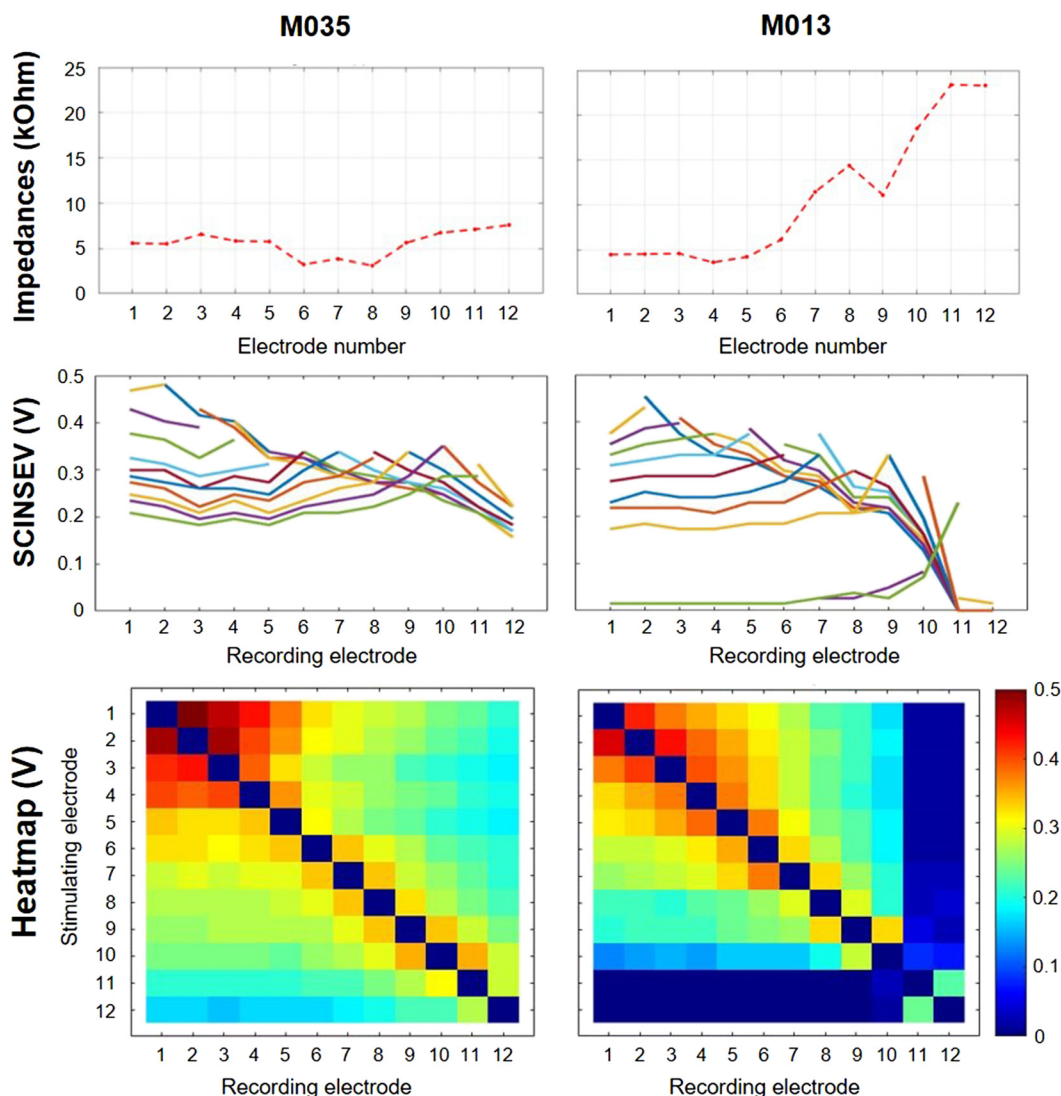 M035 M013
Impedances (kOhm)
25
20
15
10
5
0
1 2 3 4 5 6 7 8 9 10 11 12
Electrode number
1 2 3 4 5 6 7 8 9 10 11 12
Electrode number
SCINSEV (V)
0.5
0.4
0.3
0.2
0.1
0
1 2 3 4 5 6 7 8 9 10 11 12
Recording electrode
1 2 3 4 5 6 7 8 9 10 11 12
Recording electrode
Heatmap (V)
Stimulating electrode
1
2
3
4
5
6
7
8
9
10
11
12
1 2 3 4 5 6 7 8 9 10 11 12
Recording electrode
1 2 3 4 5 6 7 8 9 10 11 12
Recording electrode
0.5
0.4
0.3
0.2
0.1
0